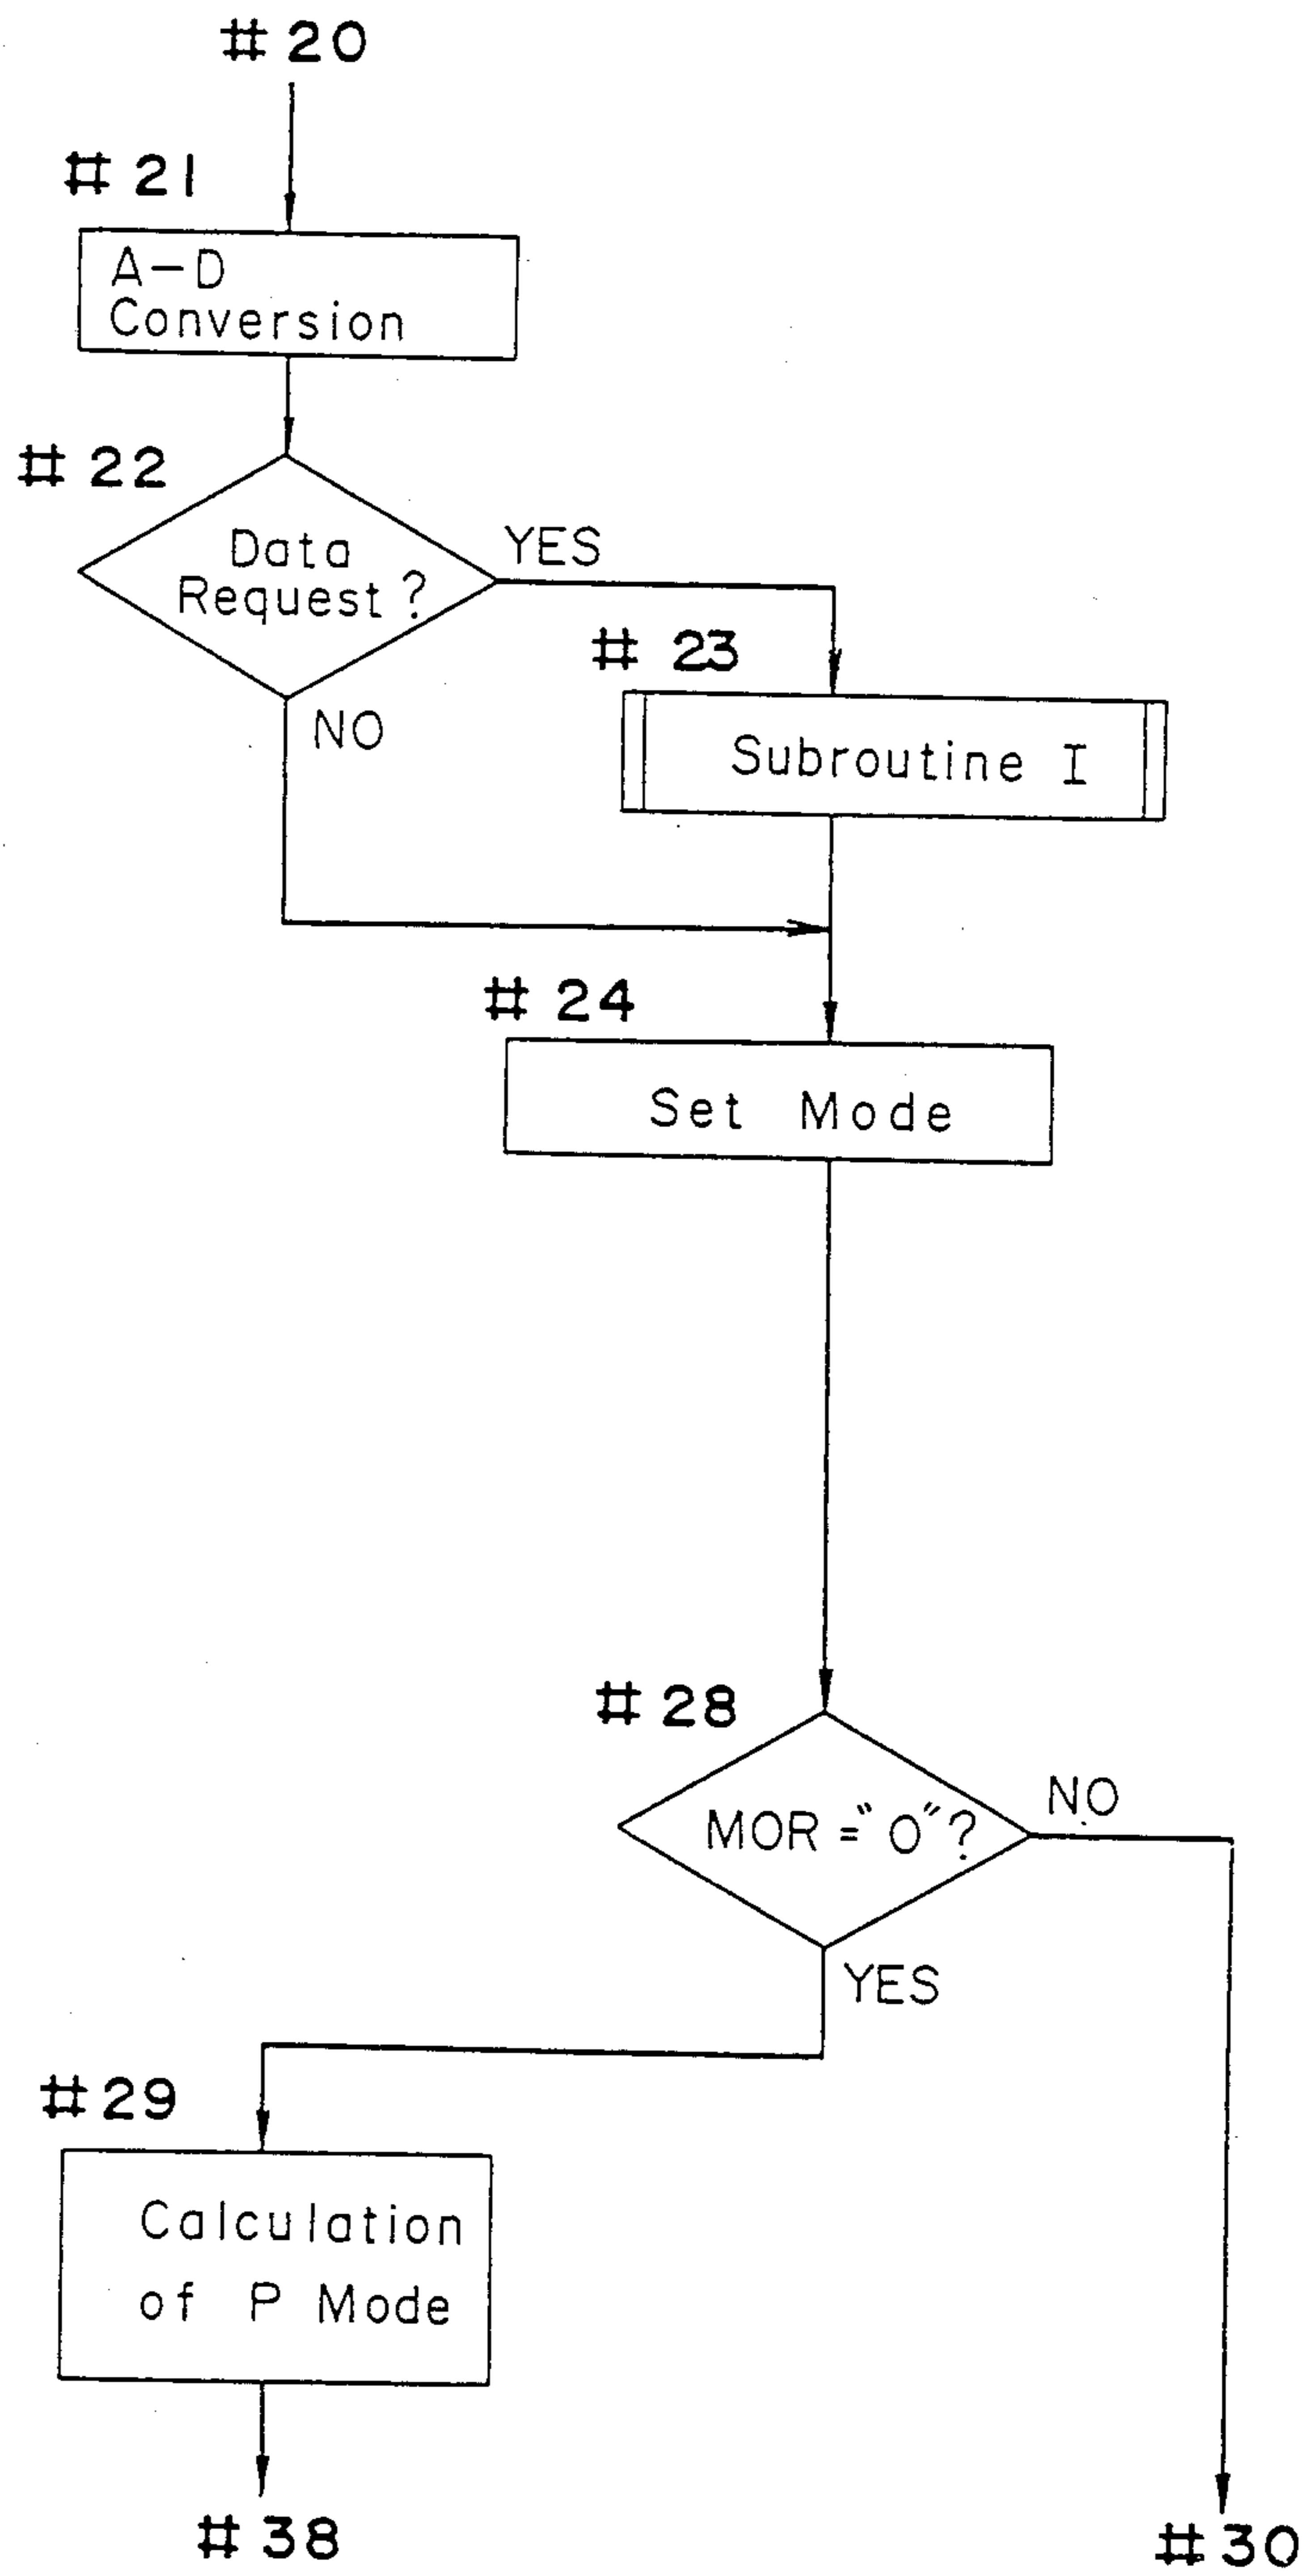 # 20
# 21
A-D
Conversion
# 22
Data
Request ?
YES
# 23
NO
Subroutine I
# 24
Set Mode
# 28
MOR ="0"?
NO
YES
# 29
Calculation
of P Mode
# 38
# 30